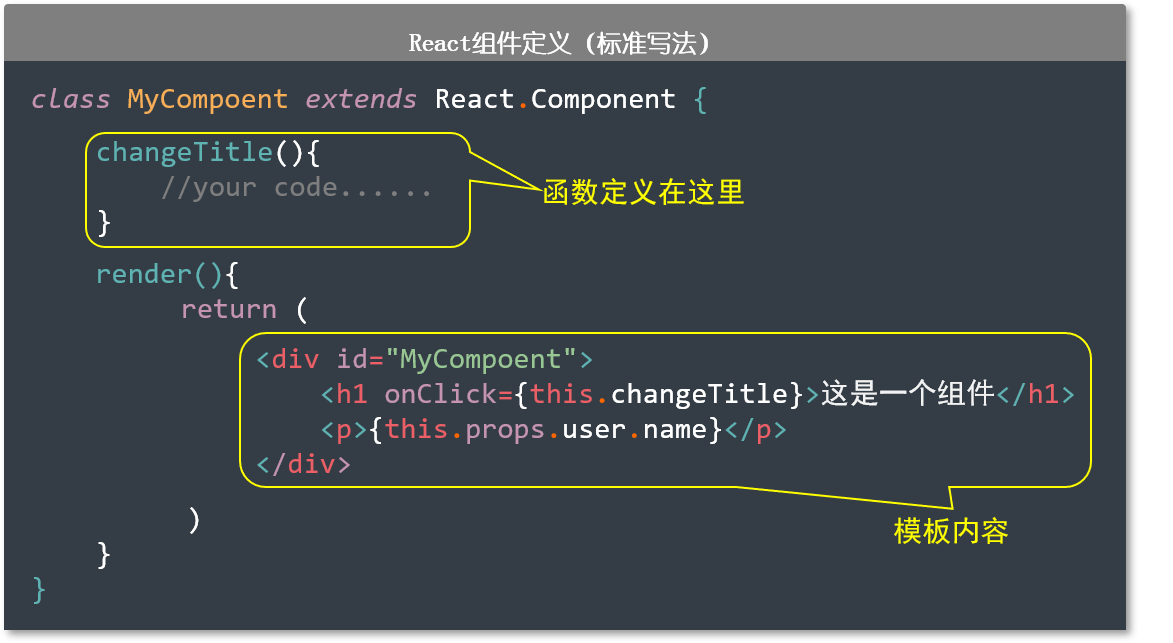 React组件定义（标准写法）
class MyCompoent extends React.Component {
changeTitle(){
函数定义在这里
//your code......
}
render(){
return (
<div id="MyCompoent">
<h1 onClick={this.changeTitle}>这是一个组件</h1>
<p>{this.props.user.name}</p>
</div>
)
模板内容
}
}